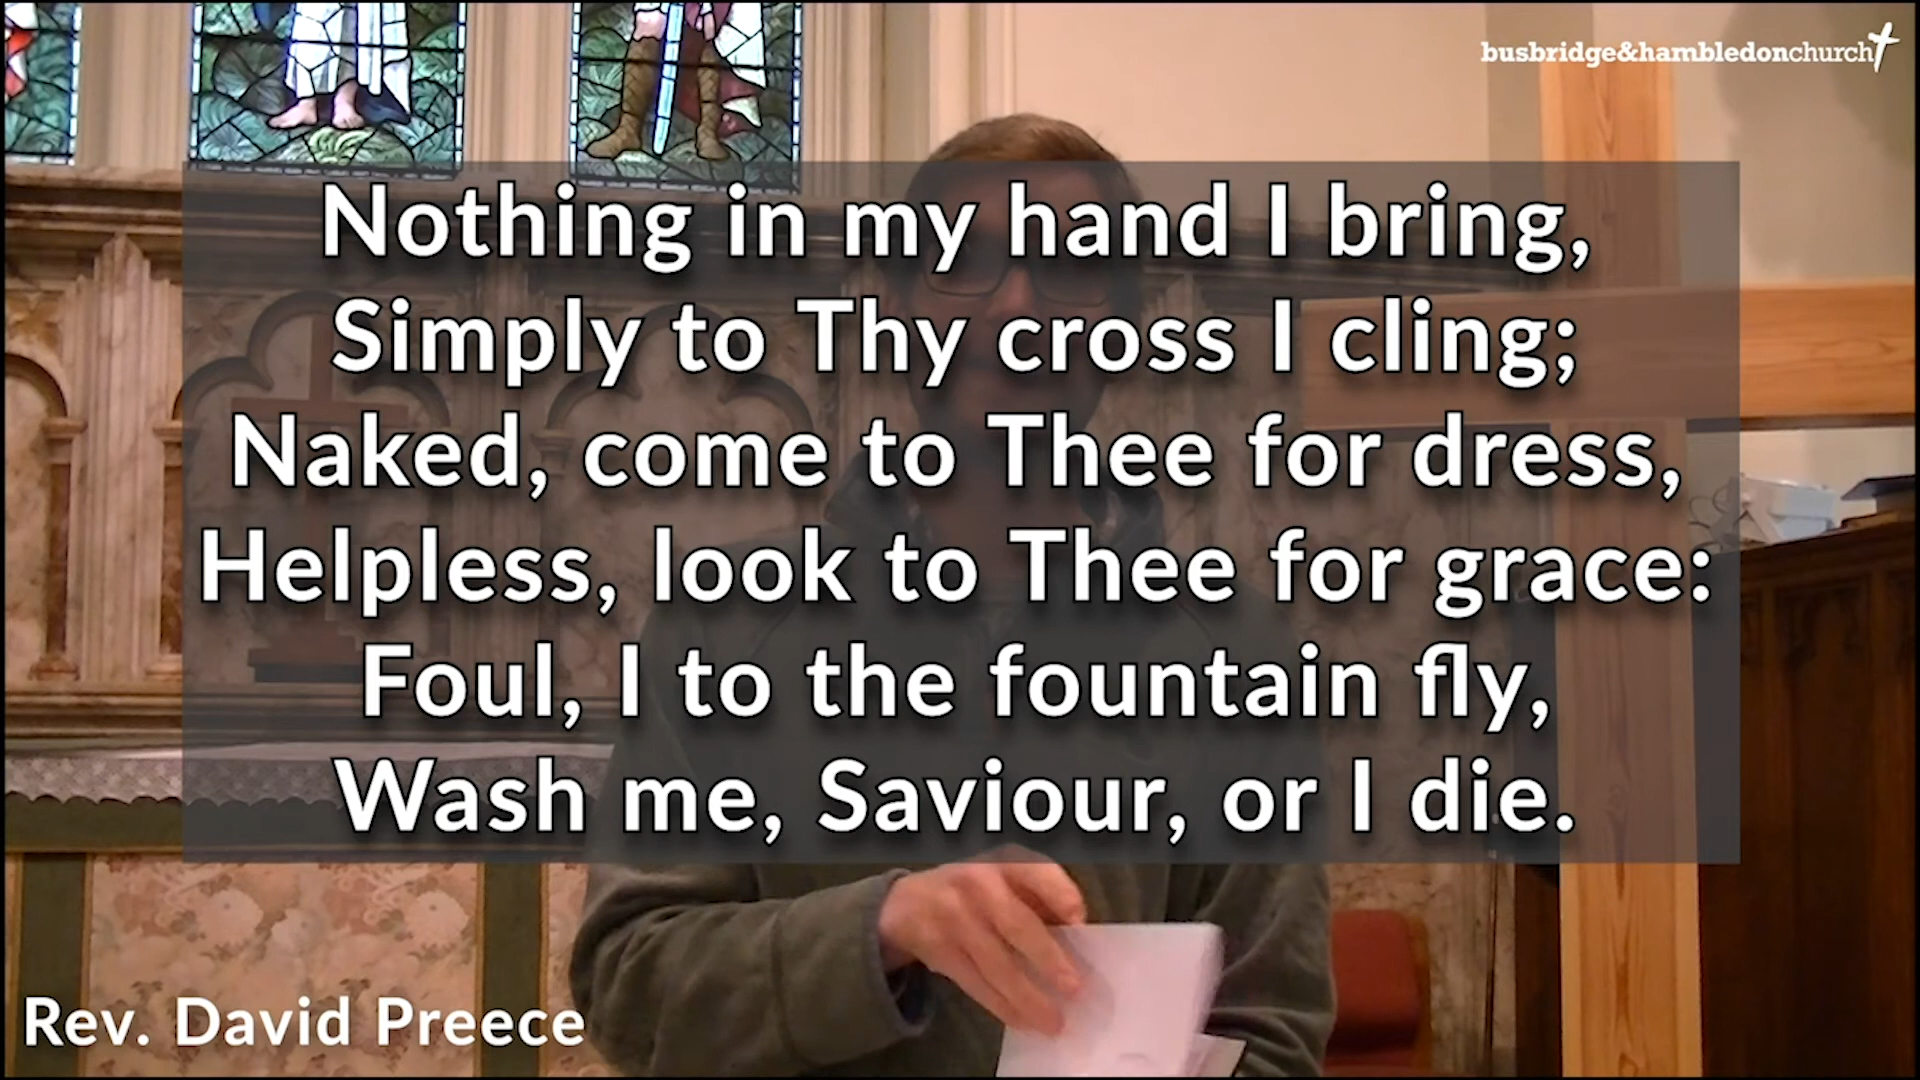 busbridge&hambledonchurch
Nothing in my hand I bring,
Simply to Thy cross I cling;
Naked, come to Thee for dress,
Helpless, look to Thee for grace:
Foul, I to the fountain fly,
Wash me, Saviour, or I die.
Rev. David Preece